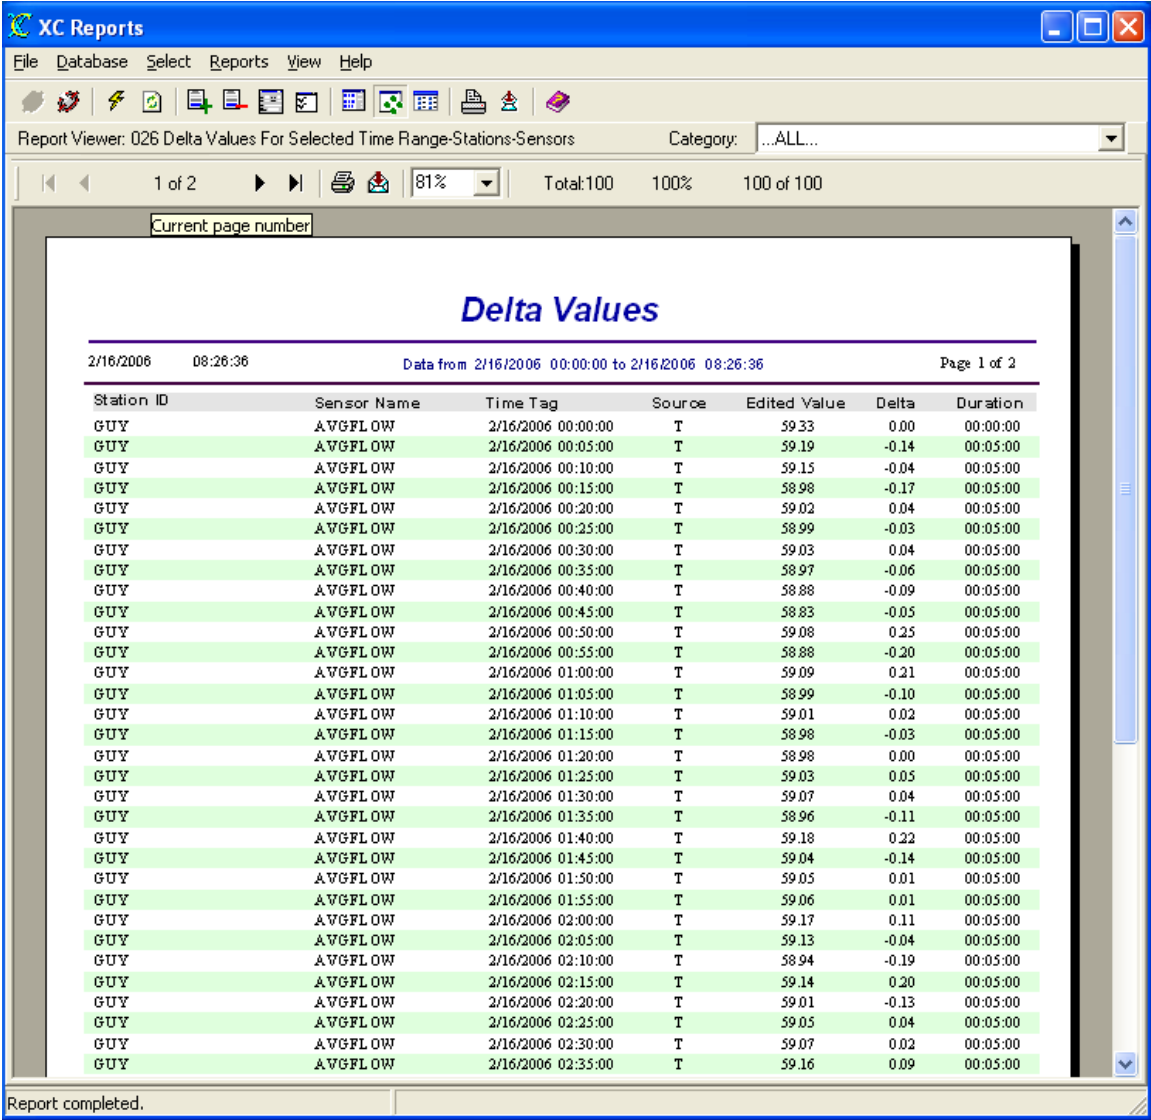 XC Reports
File Database Select Reports View Help
Report Viewer: 026 Delta Values For Selected Time Range-Stations-Sensors Category: ...ALL...
1 of 2 81% Total:100 100% 100 of 100
Current page number
Delta Values
2/16/2006 08:26:36 Data from 2/16/2006 00:00:00 to 2/16/2006 08:26:36 Page 1 of 2
Station ID Sensor Name Time Tag Source Edited Value Delta Duration
GUY AVGFLOW 2/16/2006 00:00:00 T 59.33 0.00 00:00:00
GUY AVGFLOW 2/16/2006 00:05:00 T 59.19 -0.14 00:05:00
GUY AVGFLOW 2/16/2006 00:10:00 T 59.15 -0.04 00:05:00
GUY AVGFLOW 2/16/2006 00:15:00 T 58.98 -0.17 00:05:00
GUY AVGFLOW 2/16/2006 00:20:00 T 59.02 0.04 00:05:00
GUY AVGFLOW 2/16/2006 00:25:00 T 58.99 -0.03 00:05:00
GUY AVGFLOW 2/16/2006 00:30:00 T 59.03 0.04 00:05:00
GUY AVGFLOW 2/16/2006 00:35:00 T 58.97 -0.06 00:05:00
GUY AVGFLOW 2/16/2006 00:40:00 T 58.88 -0.09 00:05:00
GUY AVGFLOW 2/16/2006 00:45:00 T 58.83 -0.05 00:05:00
GUY AVGFLOW 2/16/2006 00:50:00 T 59.08 0.25 00:05:00
GUY AVGFLOW 2/16/2006 00:55:00 T 58.88 -0.20 00:05:00
GUY AVGFLOW 2/16/2006 01:00:00 T 59.09 0.21 00:05:00
GUY AVGFLOW 2/16/2006 01:05:00 T 58.99 -0.10 00:05:00
GUY AVGFLOW 2/16/2006 01:10:00 T 59.01 0.02 00:05:00
GUY AVGFLOW 2/16/2006 01:15:00 T 58.98 -0.03 00:05:00
GUY AVGFLOW 2/16/2006 01:20:00 T 58.98 0.00 00:05:00
GUY AVGFLOW 2/16/2006 01:25:00 T 59.03 0.05 00:05:00
GUY AVGFLOW 2/16/2006 01:30:00 T 59.07 0.04 00:05:00
GUY AVGFLOW 2/16/2006 01:35:00 T 58.96 -0.11 00:05:00
GUY AVGFLOW 2/16/2006 01:40:00 T 59.18 0.22 00:05:00
GUY AVGFLOW 2/16/2006 01:45:00 T 59.04 -0.14 00:05:00
GUY AVGFLOW 2/16/2006 01:50:00 T 59.05 0.01 00:05:00
GUY AVGFLOW 2/16/2006 01:55:00 T 59.06 0.01 00:05:00
GUY AVGFLOW 2/16/2006 02:00:00 T 59.17 0.11 00:05:00
GUY AVGFLOW 2/16/2006 02:05:00 T 59.13 -0.04 00:05:00
GUY AVGFLOW 2/16/2006 02:10:00 T 58.94 -0.19 00:05:00
GUY AVGFLOW 2/16/2006 02:15:00 T 59.14 0.20 00:05:00
GUY AVGFLOW 2/16/2006 02:20:00 T 59.01 -0.13 00:05:00
GUY AVGFLOW 2/16/2006 02:25:00 T 59.05 0.04 00:05:00
GUY AVGFLOW 2/16/2006 02:30:00 T 59.07 0.02 00:05:00
GUY AVGFLOW 2/16/2006 02:35:00 T 59.16 0.09 00:05:00
Report completed.